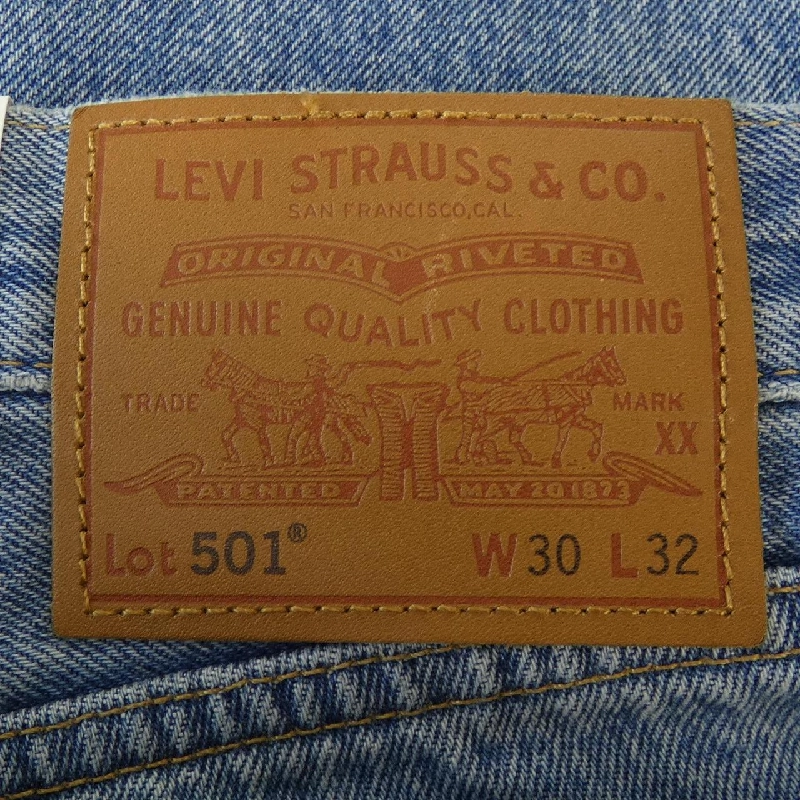 LEVI STRAUSS & CO.
SAN FRANCISCO, CAL.
ORIGINAL RIVETED
GENUINE QUALITY CLOTHING
TRADE MARK
XX
PATENTED MAY 20 1873
Lot 501® W30 L32